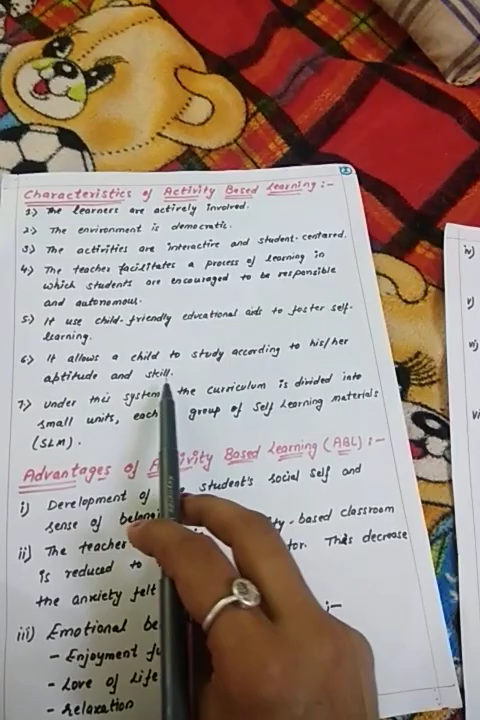 2
Characteristics of Activity Based Learning :-
1) The learners are actively involved.
2) The environment is democratic.
3) The activities are interactive and student-centared.
4) The teacher facilitates a process of learning in
which students are encouraged to be responsible
and autonomous.
5) It use child-friendly educational aids to foster self-
learning.
6) It allows a child to study according to his/her
aptitude and skill.
7) Under this system the curriculum is divided into
small units, each group of Self Learning materials
(SLM).
Advantages of Activity Based Learning (ABL) :-
i) Development of student's social self and
sense of
ii) The teacher - based classroom
is reduced to This decrease
the anxiety felt
:-
iii) Emotional
- Enjoyment
- Love of Life
- Relaxation
iv)
v)